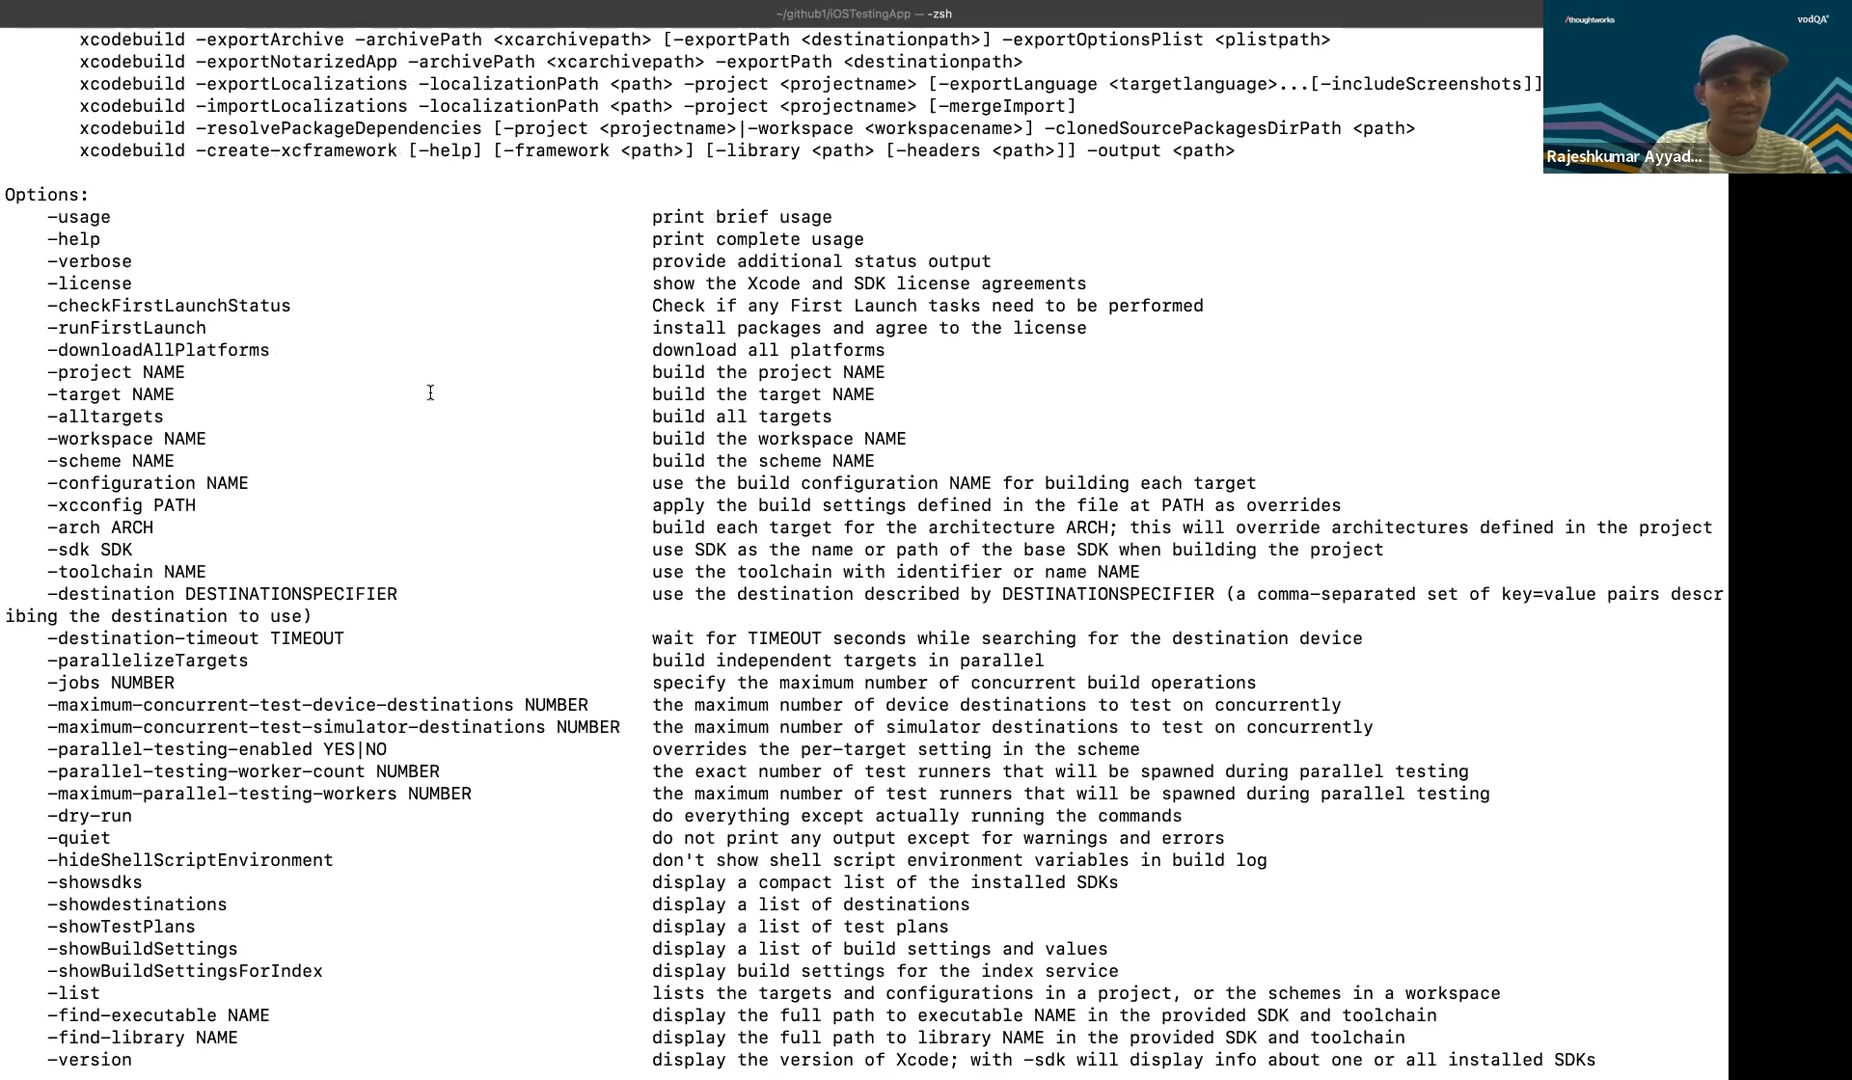 ~/github1/iOSTestingApp — -zsh
/thoughtworks
vodQA
xcodebuild -exportArchive -archivePath <xcarchivepath> [-exportPath <destinationpath>] -exportOptionsPlist <plistpath>
xcodebuild -exportNotarizedApp -archivePath <xcarchivepath> -exportPath <destinationpath>
xcodebuild -exportLocalizations -localizationPath <path> -project <projectname> [-exportLanguage <targetlanguage>...[-includeScreenshots]]
xcodebuild -importLocalizations -localizationPath <path> -project <projectname> [-mergeImport]
xcodebuild -resolvePackageDependencies [-project <projectname>|-workspace <workspacename>] -clonedSourcePackagesDirPath <path>
xcodebuild -create-xcframework [-help] [-framework <path>] [-library <path> [-headers <path>]] -output <path>
Rajeshkumar Ayyad...
Options:
-usage print brief usage
-help print complete usage
-verbose provide additional status output
-license show the Xcode and SDK license agreements
-checkFirstLaunchStatus Check if any First Launch tasks need to be performed
-runFirstLaunch install packages and agree to the license
-downloadAllPlatforms download all platforms
-project NAME build the project NAME
-target NAME build the target NAME
-alltargets build all targets
-workspace NAME build the workspace NAME
-scheme NAME build the scheme NAME
-configuration NAME use the build configuration NAME for building each target
-xcconfig PATH apply the build settings defined in the file at PATH as overrides
-arch ARCH build each target for the architecture ARCH; this will override architectures defined in the project
-sdk SDK use SDK as the name or path of the base SDK when building the project
-toolchain NAME use the toolchain with identifier or name NAME
-destination DESTINATIONSPECIFIER use the destination described by DESTINATIONSPECIFIER (a comma-separated set of key=value pairs descr
ibing the destination to use)
-destination-timeout TIMEOUT wait for TIMEOUT seconds while searching for the destination device
-parallelizeTargets build independent targets in parallel
-jobs NUMBER specify the maximum number of concurrent build operations
-maximum-concurrent-test-device-destinations NUMBER the maximum number of device destinations to test on concurrently
-maximum-concurrent-test-simulator-destinations NUMBER the maximum number of simulator destinations to test on concurrently
-parallel-testing-enabled YES|NO overrides the per-target setting in the scheme
-parallel-testing-worker-count NUMBER the exact number of test runners that will be spawned during parallel testing
-maximum-parallel-testing-workers NUMBER the maximum number of test runners that will be spawned during parallel testing
-dry-run do everything except actually running the commands
-quiet do not print any output except for warnings and errors
-hideShellScriptEnvironment don't show shell script environment variables in build log
-showsdks display a compact list of the installed SDKs
-showdestinations display a list of destinations
-showTestPlans display a list of test plans
-showBuildSettings display a list of build settings and values
-showBuildSettingsForIndex display build settings for the index service
-list lists the targets and configurations in a project, or the schemes in a workspace
-find-executable NAME display the full path to executable NAME in the provided SDK and toolchain
-find-library NAME display the full path to library NAME in the provided SDK and toolchain
-version display the version of Xcode; with -sdk will display info about one or all installed SDKs